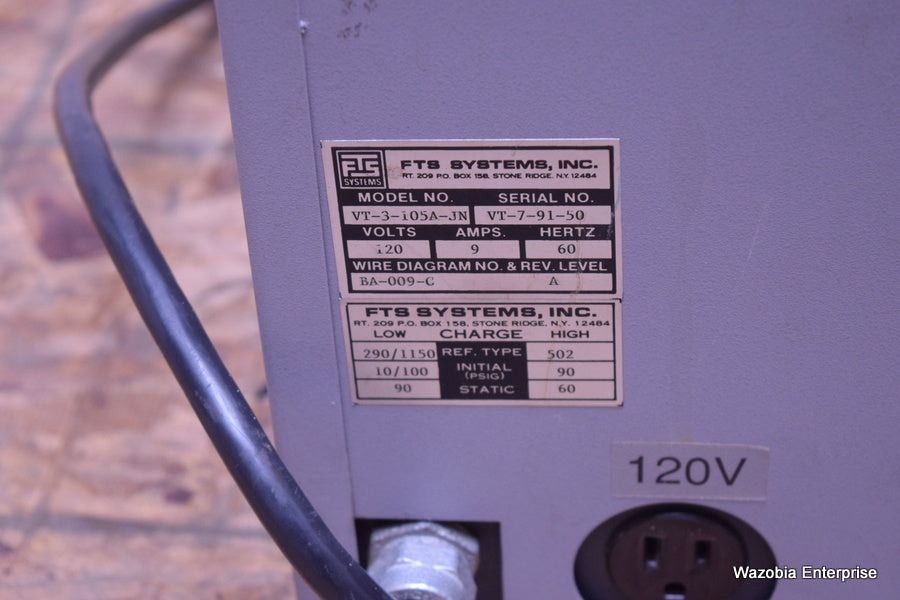 FTS SYSTEMS, INC.
FTS
SYSTEMS
RT. 209 P.O. BOX 158, STONE RIDGE, N.Y. 12484
MODEL NO. SERIAL NO.
VT-3-105A-JN VT-7-91-50
VOLTS AMPS. HERTZ
120 9 60
WIRE DIAGRAM NO. & REV. LEVEL
BA-009-C A
FTS SYSTEMS, INC.
RT. 209 P.O. BOX 158, STONE RIDGE, N.Y. 12484
LOW CHARGE HIGH
290/1150 REF. TYPE 502
10/100 INITIAL (PSIG) 90
90 STATIC 60
120V
Wazobia Enterprise